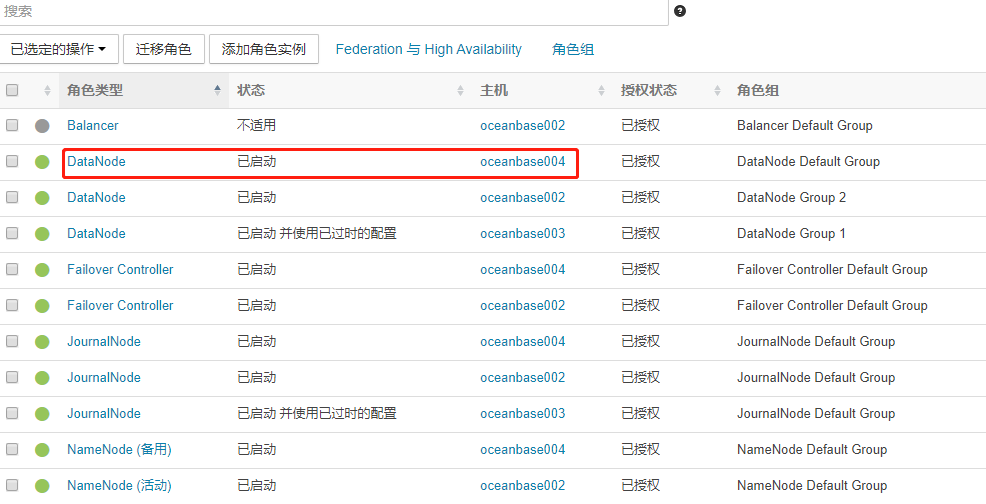 搜索
已选定的操作 迁移角色 添加角色实例 Federation 与 High Availability 角色组
角色类型 状态 主机 授权状态 角色组
Balancer 不适用 oceanbase002 已授权 Balancer Default Group
DataNode 已启动 oceanbase004 已授权 DataNode Default Group
DataNode 已启动 oceanbase002 已授权 DataNode Group 2
DataNode 已启动 并使用已过时的配置 oceanbase003 已授权 DataNode Group 1
Failover Controller 已启动 oceanbase004 已授权 Failover Controller Default Group
Failover Controller 已启动 oceanbase002 已授权 Failover Controller Default Group
JournalNode 已启动 oceanbase004 已授权 JournalNode Default Group
JournalNode 已启动 oceanbase002 已授权 JournalNode Default Group
JournalNode 已启动 并使用已过时的配置 oceanbase003 已授权 JournalNode Default Group
NameNode (备用) 已启动 oceanbase004 已授权 NameNode Default Group
NameNode (活动) 已启动 oceanbase002 已授权 NameNode Default Group